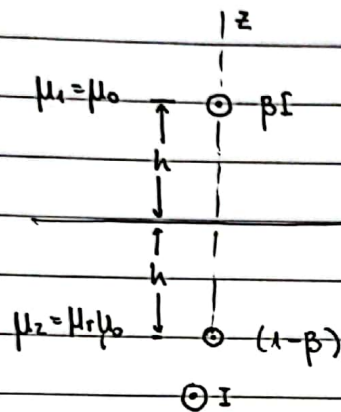 z
μ₁ = μ₀ βI
h
h
μ₂ = μᵣμ₀ (1-β)
I